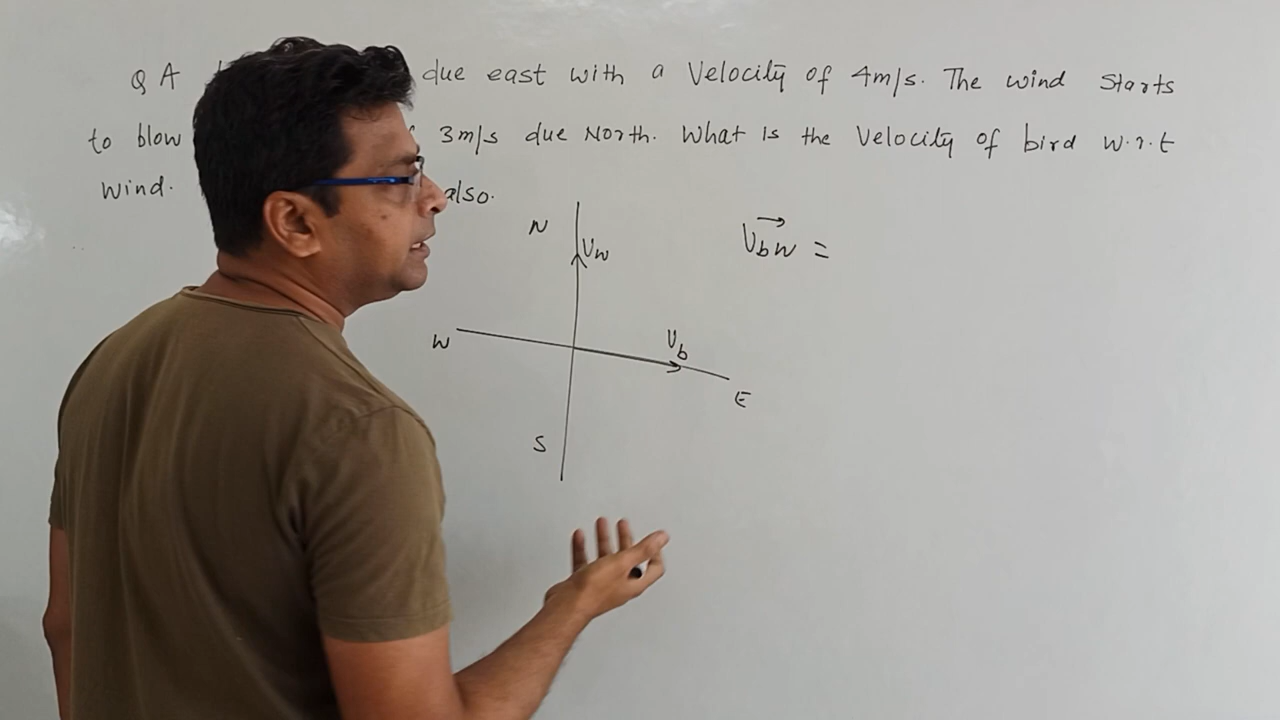 Q A due east with a Velocity of 4m/s. The wind starts
to blow 3m/s due North. What is the Velocity of bird w.r.t
wind. also.
N
Vw
Vbw =
Vb
W
E
S